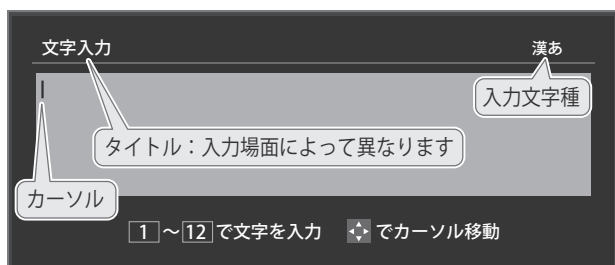 文字入力 漢あ
入力文字種
タイトル：入力場面によって異なります
カーソル
1～12で文字を入力 でカーソル移動